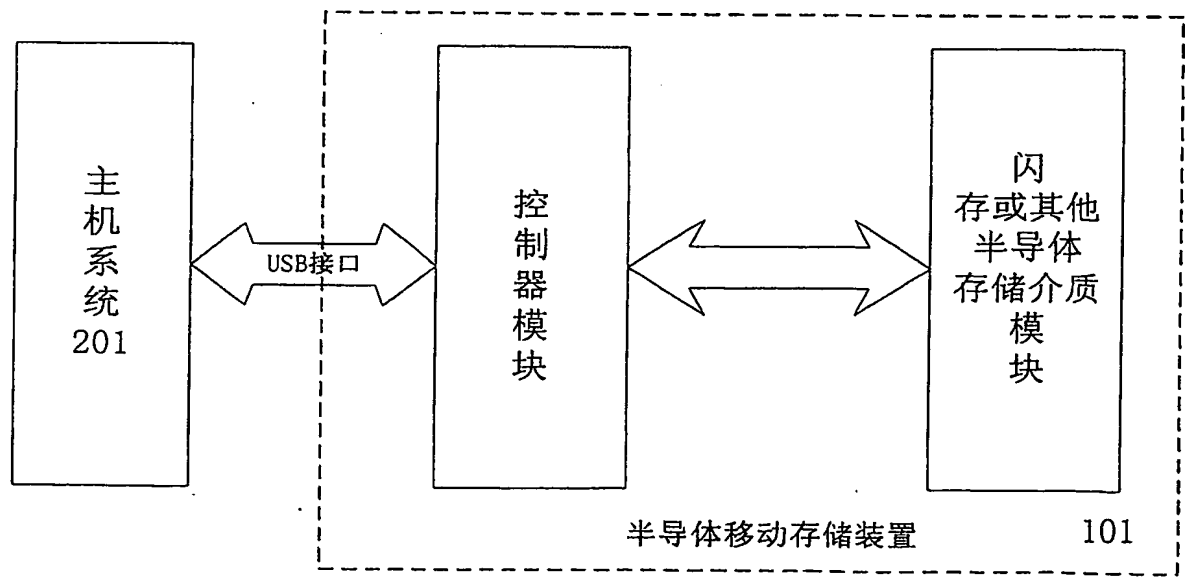 主
机
系
统
201
USB接口
控
制
器
模
块
闪
存或其他
半导体
存储介质
模
块
半导体移动存储装置 101